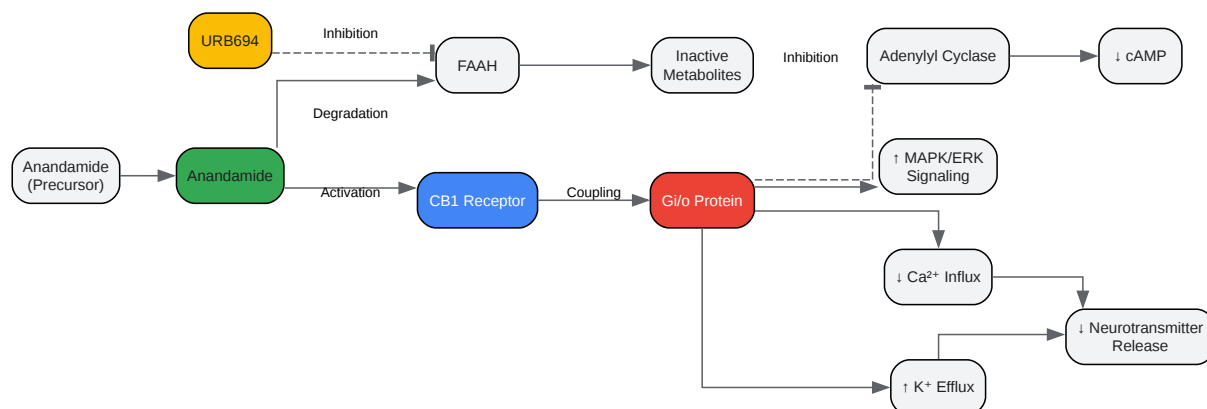 URB694
Inhibition
FAAH
Inactive
Metabolites
Inhibition
Adenylyl Cyclase
↓ cAMP
Degradation
Anandamide
(Precursor)
Anandamide
Activation
CB1 Receptor
Coupling
Gi/o Protein
↑ MAPK/ERK
Signaling
↓ Ca²⁺ Influx
↓ Neurotransmitter
Release
↑ K⁺ Efflux